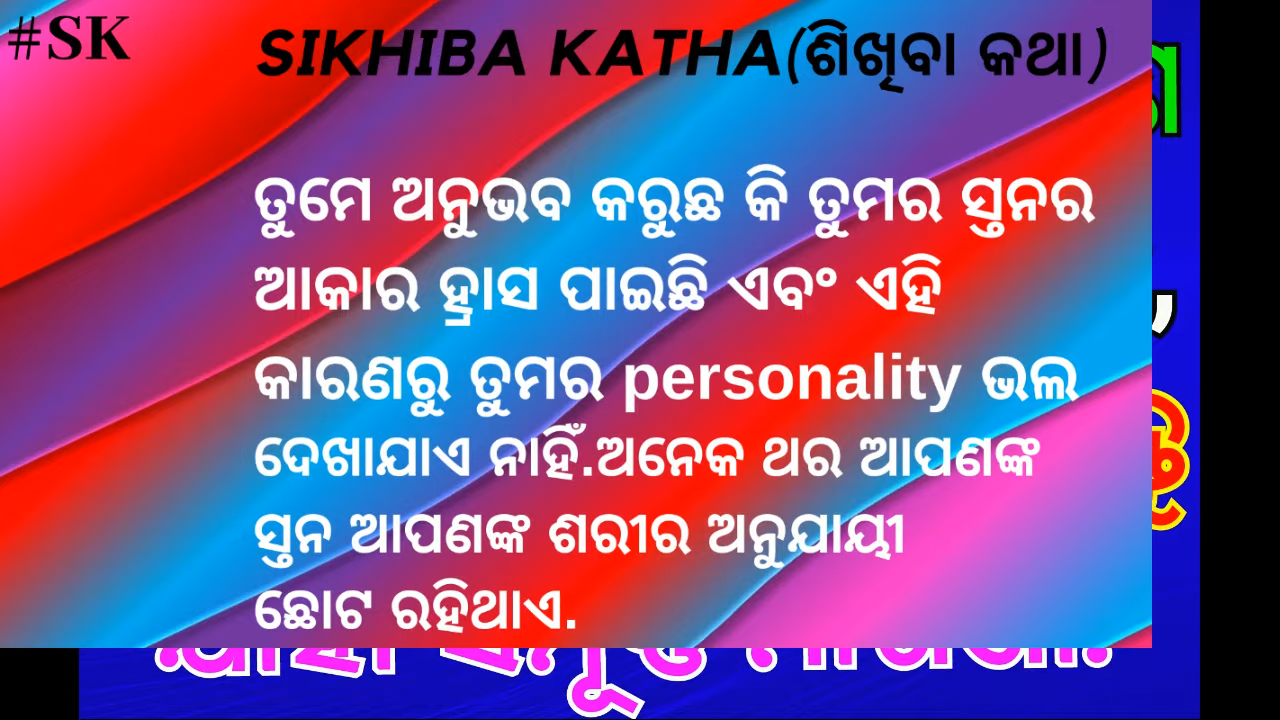 #SK
SIKHIBA KATHA(ଶିଖିବା କଥା)
ତୁମେ ଅନୁଭବ କରୁଛ କି ତୁମର ସ୍ତନର
ଆକାର ହ୍ରାସ ପାଇଛି ଏବଂ ଏହି
କାରଣରୁ ତୁମର personality ଭଲ
ଦେଖାଯାଏ ନାହିଁ.ଅନେକ ଥର ଆପଣଙ୍କ
ସ୍ତନ ଆପଣଙ୍କ ଶରୀର ଅନୁଯାୟୀ
ଛୋଟ ରହିଥାଏ.